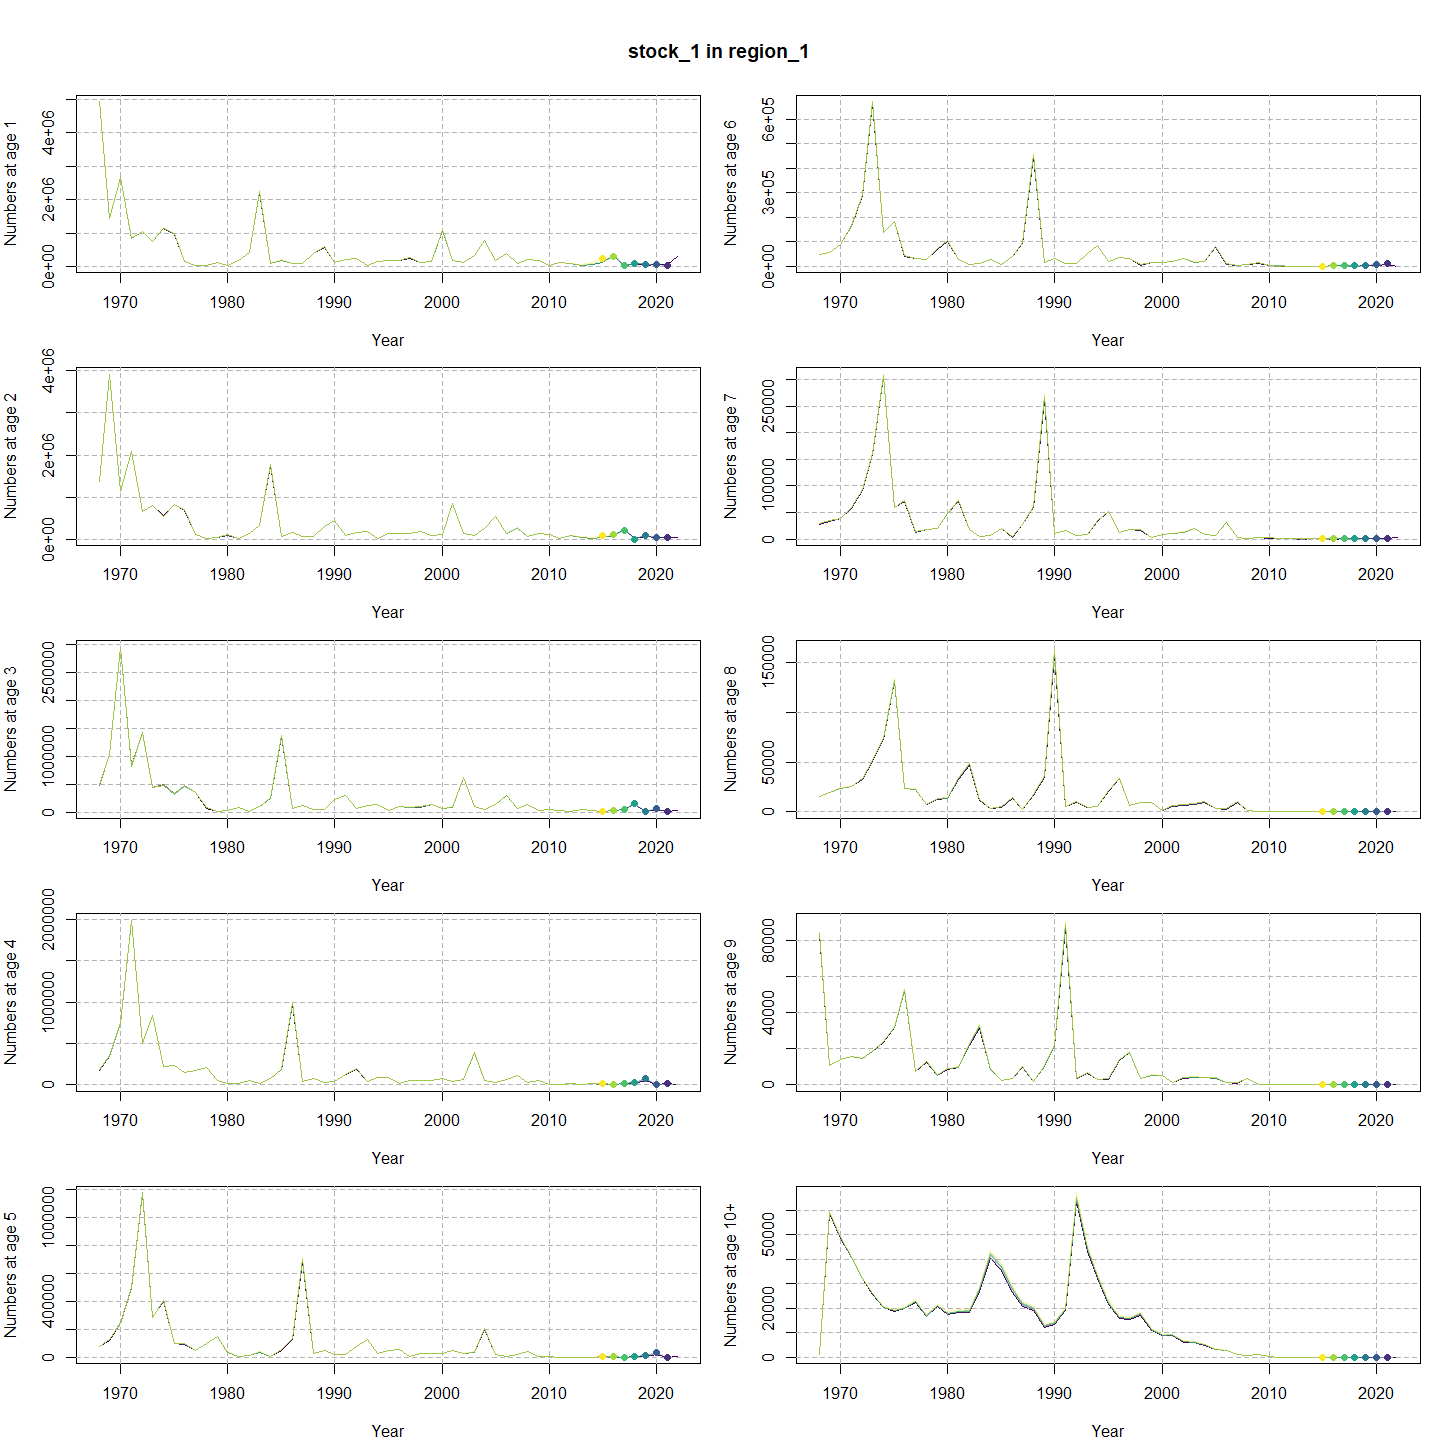 stock_1 in region_1
Numbers at age 1
0e+00 2e+06 4e+06
1970 1980 1990 2000 2010 2020
Year
Numbers at age 6
0e+00 3e+05 6e+05
1970 1980 1990 2000 2010 2020
Year
Numbers at age 2
0e+00 2e+06 4e+06
1970 1980 1990 2000 2010 2020
Year
Numbers at age 7
0 100000 250000
1970 1980 1990 2000 2010 2020
Year
Numbers at age 3
0 1000000 2500000
1970 1980 1990 2000 2010 2020
Year
Numbers at age 8
0 50000 150000
1970 1980 1990 2000 2010 2020
Year
Numbers at age 4
0 1000000 2000000
1970 1980 1990 2000 2010 2020
Year
Numbers at age 9
0 40000 80000
1970 1980 1990 2000 2010 2020
Year
Numbers at age 5
0 400000 1000000
1970 1980 1990 2000 2010 2020
Year
Numbers at age 10+
0 20000 50000
1970 1980 1990 2000 2010 2020
Year